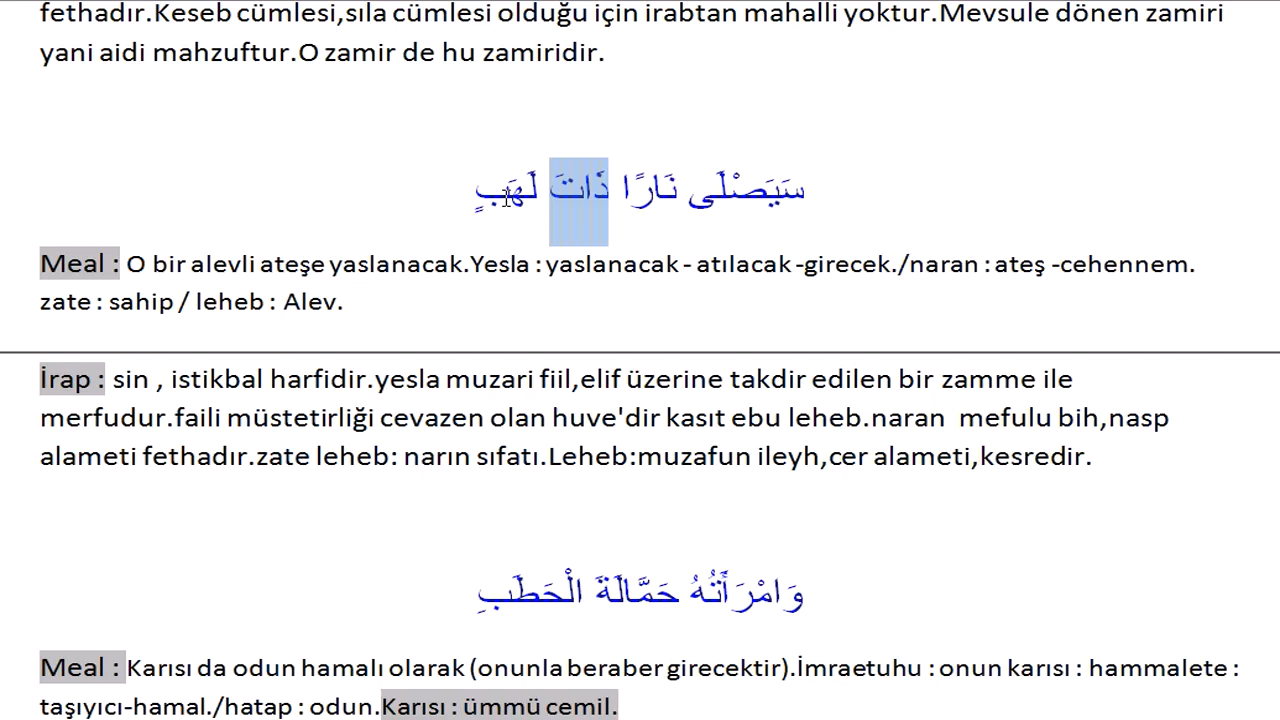 fethadır.Keseb cümlesi,sıla cümlesi olduğu için irabtan mahalli yoktur.Mevsule dönen zamiri
yani aidi mahzuftur.O zamir de hu zamiridir.
سَيَصْلَى نَارًا ذَاتَ لَهَبٍ
Meal : O bir alevli ateşe yaslanacak.Yesla : yaslanacak - atılacak -girecek./naran : ateş -cehennem.
zate : sahip / leheb : Alev.
İrap : sin , istikbal harfidir.yesla muzari fiil,elif üzerine takdir edilen bir zamme ile
merfudur.faili müstetirliği cevazen olan huve'dir kasıt ebu leheb.naran mefulu bih,nasp
alameti fethadır.zate leheb: narın sıfatı.Leheb:muzafun ileyh,cer alameti,kesredir.
وَامْرَأَتُهُ حَمَّالَةَ الْحَطَبِ
Meal : Karısı da odun hamalı olarak (onunla beraber girecektir).İmraetuhu : onun karısı : hammalete :
taşıyıcı-hamal./hatap : odun.Karısı : ümmü cemil.